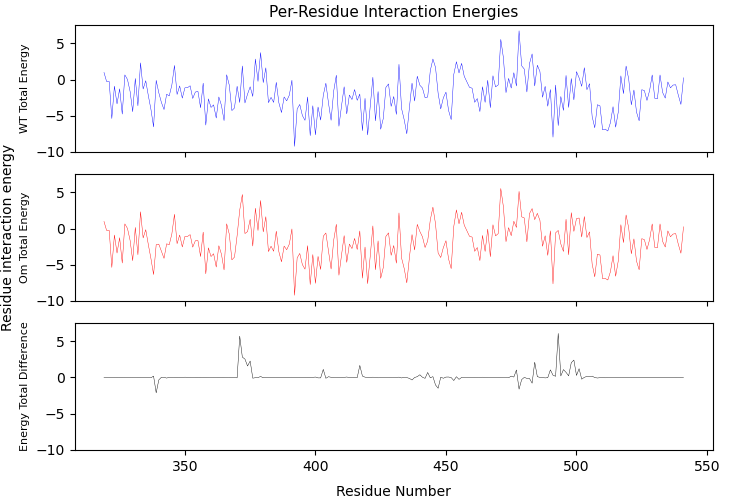 Per-Residue Interaction Energies
Residue interaction energy
WT Total Energy
5
0
−5
−10
Om Total Energy
5
0
−5
−10
Energy Total Difference
5
0
−5
−10
350 400 450 500 550
Residue Number